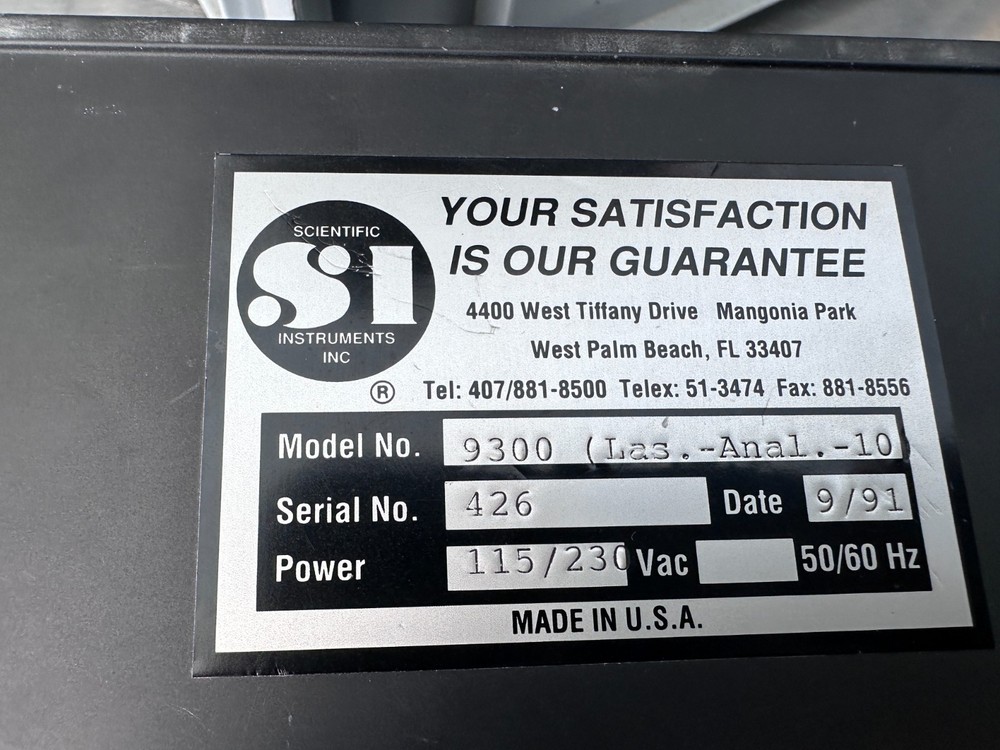 SCIENTIFIC
SI
INSTRUMENTS
INC
®
YOUR SATISFACTION
IS OUR GUARANTEE
4400 West Tiffany Drive Mangonia Park
West Palm Beach, FL 33407
Tel: 407/881-8500 Telex: 51-3474 Fax: 881-8556
Model No. 9300 (Las.-Anal.-10)
Serial No. 426 Date 9/91
Power 115/230 Vac 50/60 Hz
MADE IN U.S.A.